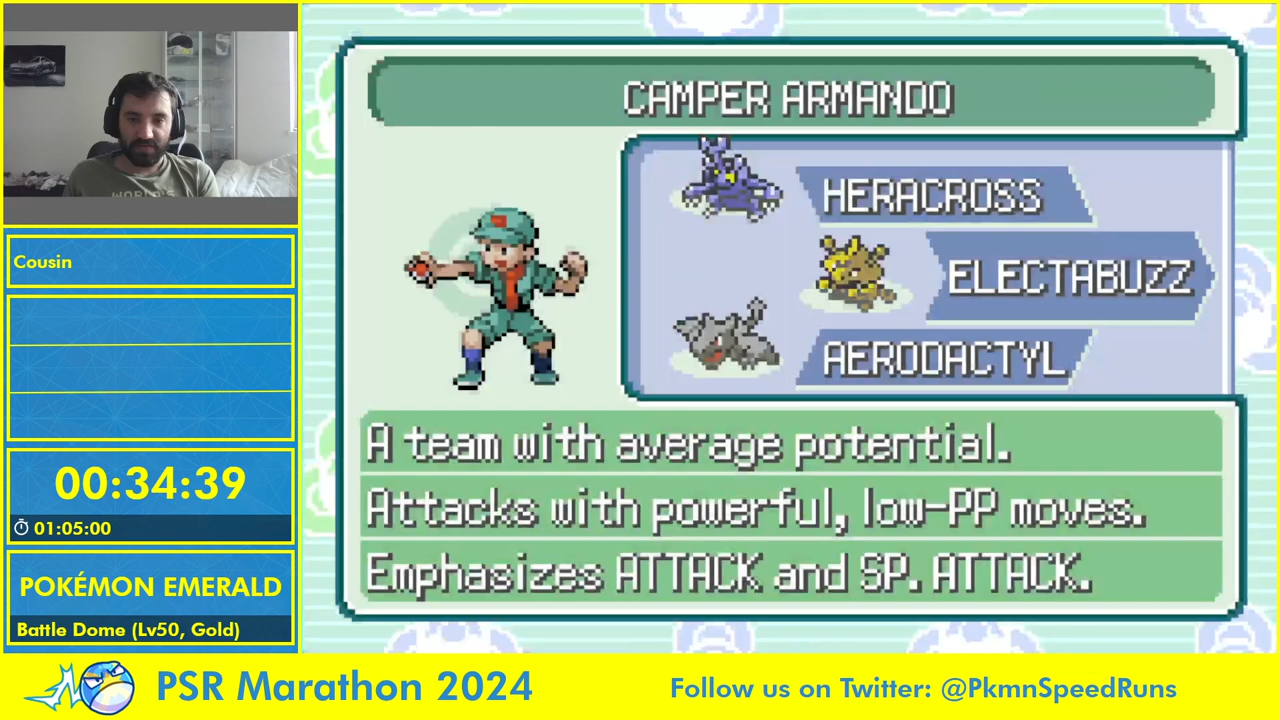 WORLD'S
Cousin
00:34:39
01:05:00
POKÉMON EMERALD
Battle Dome (Lv50, Gold)
CAMPER ARMANDO
HERACROSS
ELECTABUZZ
AERODACTYL
A team with average potential.
Attacks with powerful, low-PP moves.
Emphasizes ATTACK and SP. ATTACK.
PSR Marathon 2024
Follow us on Twitter: @PkmnSpeedRuns